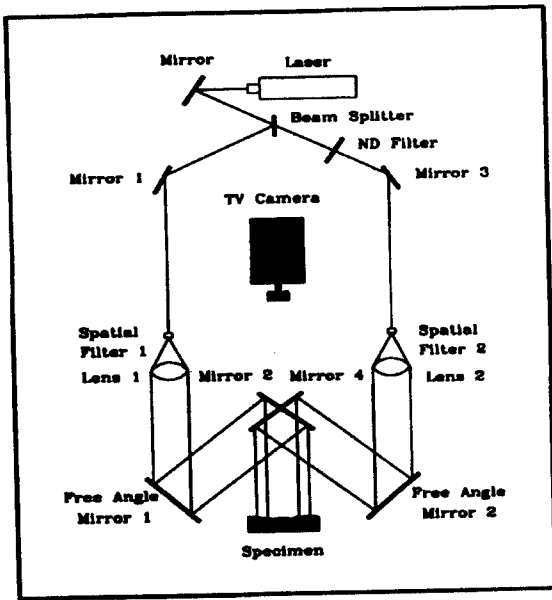 Mirror
Laser
Beam Splitter
ND Filter
Mirror 1
Mirror 3
TV Camera
Spatial
Filter 1
Spatial
Filter 2
Lens 1
Mirror 2
Mirror 4
Lens 2
Free Angle
Mirror 1
Free Angle
Mirror 2
Specimen